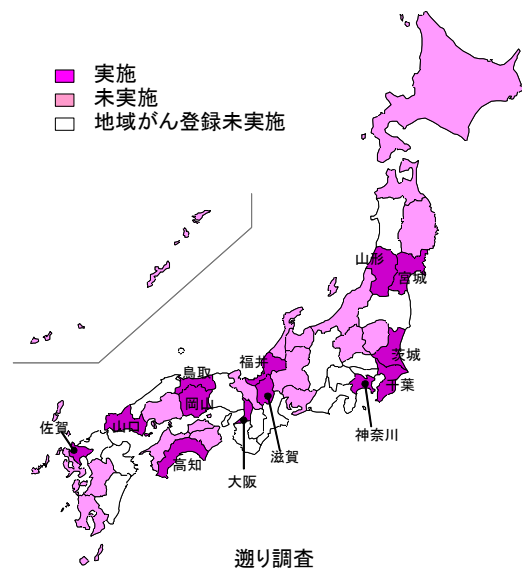 実施
未実施
地域がん登録未実施
山形
宮城
福井
茨城
鳥取
千葉
岡山
佐賀
山口
神奈川
滋賀
高知
大阪
遡り調査